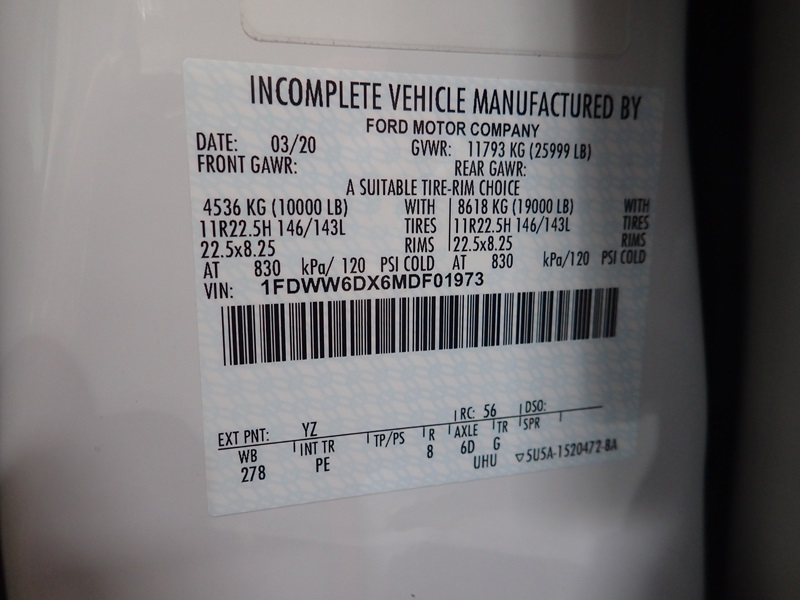 INCOMPLETE VEHICLE MANUFACTURED BY
FORD MOTOR COMPANY
DATE: 03/20 GVWR: 11793 KG (25999 LB)
FRONT GAWR: REAR GAWR:
A SUITABLE TIRE-RIM CHOICE
4536 KG (10000 LB) WITH 8618 KG (19000 LB) WITH
11R22.5H 146/143L TIRES 11R22.5H 146/143L TIRES
22.5x8.25 RIMS 22.5x8.25 RIMS
AT 830 kPa/ 120 PSI COLD AT 830 kPa/120 PSI COLD
VIN: 1FDWW6DX6MDF01973
EXT PNT: YZ RC: 56 DSO:
WB INT TR TP/PS R AXLE TR SPR
278 PE 8 6D G
UHU ▽5U5A-1520472-BA